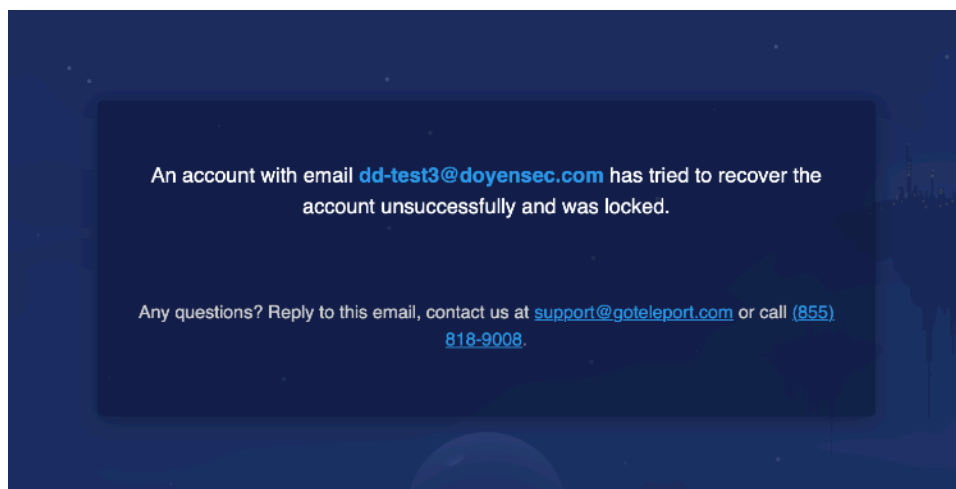 An account with email dd-test3@doyensec.com has tried to recover the
account unsuccessfully and was locked.
Any questions? Reply to this email, contact us at support@goteleport.com or call (855)
818-9008.